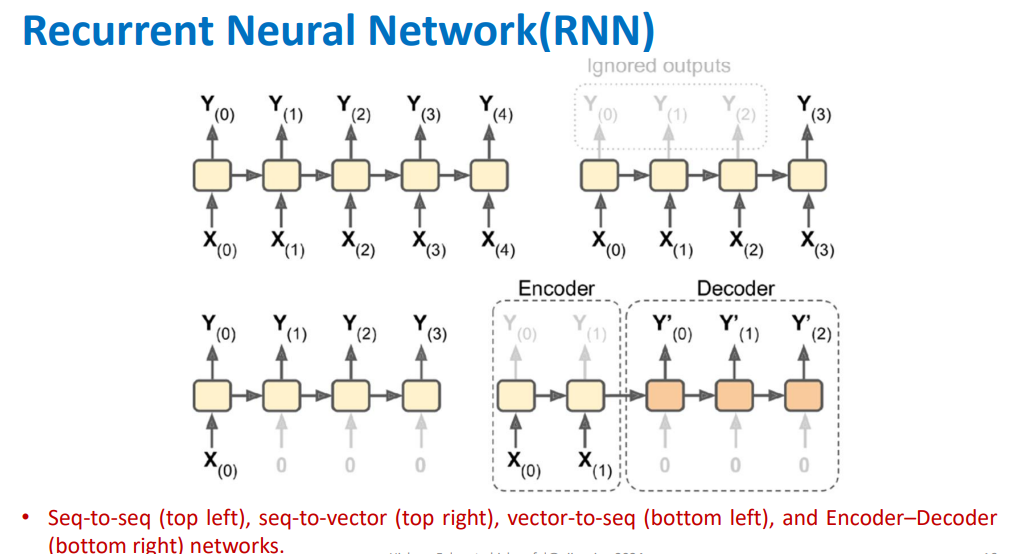 Recurrent Neural Network(RNN)
Ignored outputs
Y(0) Y(1) Y(2) Y(3) Y(4)
Y(0) Y(1) Y(2) Y(3)
X(0) X(1) X(2) X(3) X(4)
X(0) X(1) X(2) X(3)
Encoder Decoder
Y(0) Y(1) Y(2) Y(3)
Y(0) Y(1) Y'(0) Y'(1) Y'(2)
X(0) 0 0 0
X(0) X(1) 0 0 0
• Seq-to-seq (top left), seq-to-vector (top right), vector-to-seq (bottom left), and Encoder–Decoder
(bottom right) networks.